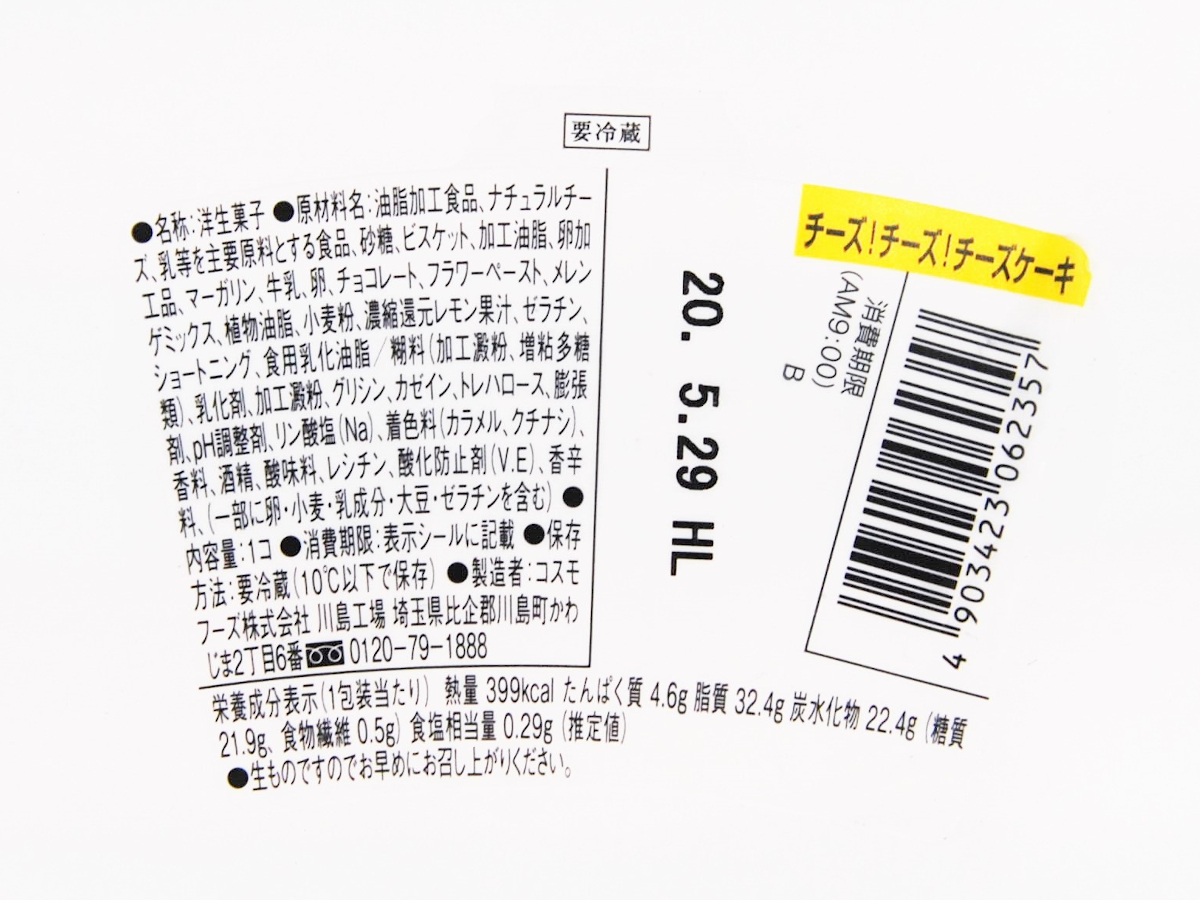 要冷蔵
●名称:洋生菓子 ●原材料名:油脂加工食品、ナチュラルチー
ズ、乳等を主要原料とする食品、砂糖、ビスケット、加工油脂、卵加
工品、マーガリン、牛乳、卵、チョコレート、フラワーペースト、メレン
ゲミックス、植物油脂、小麦粉、濃縮還元レモン果汁、ゼラチン、
ショートニング、食用乳化油脂/糊料(加工澱粉、増粘多糖
類)、乳化剤、加工澱粉、グリシン、カゼイン、トレハロース、膨張
剤、pH調整剤、リン酸塩(Na)、着色料(カラメル、クチナシ)、
香料、酒精、酸味料、レシチン、酸化防止剤(V.E)、香辛
料、(一部に卵・小麦・乳成分・大豆・ゼラチンを含む) ●
内容量:1コ ●消費期限:表示シールに記載 ●保存
方法:要冷蔵(10℃以下で保存) ●製造者:コスモ
フーズ株式会社 川島工場 埼玉県比企郡川島町かわ
じま2丁目6番 0120-79-1888
栄養成分表示(1包装当たり) 熱量 399kcal たんぱく質 4.6g 脂質 32.4g 炭水化物 22.4g (糖質
21.9g、食物繊維 0.5g) 食塩相当量 0.29g (推定値)
●生ものですのでお早めにお召し上がりください。
20. 5.29 HL
チーズ!チーズ!チーズケーキ
消費期限
(AM9:00)
B
4 903423 062357